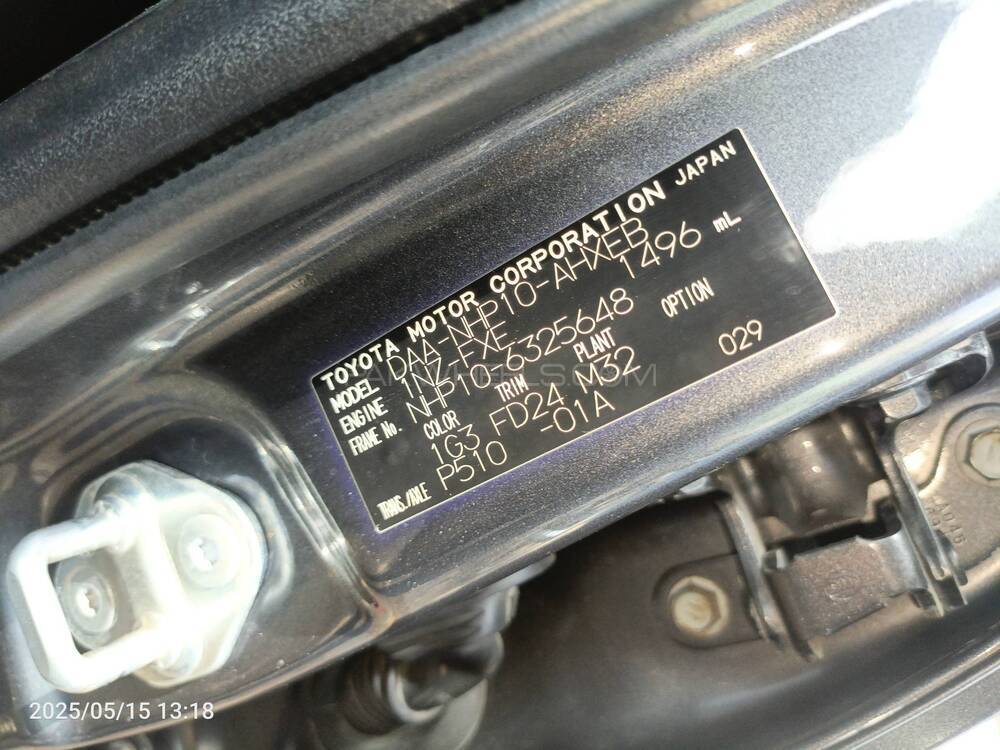 TOYOTA MOTOR CORPORATION JAPAN
MODEL DAA-NHP10-AHXEB
ENGINE 1NZ-FXE 1496 mL
FRAME No. NHP10-6325648
COLOR TRIM PLANT OPTION
1G3 FD24 M32 029
TRANS./AXLE P510 -01A
2025/05/15 13:18